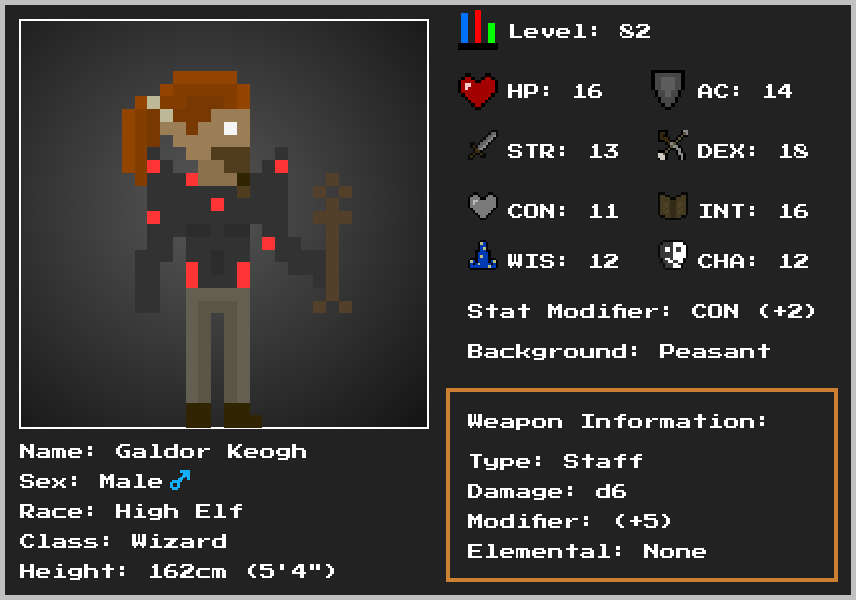 Level: 82
HP: 16 AC: 14
STR: 13 DEX: 18
CON: 11 INT: 16
WIS: 12 CHA: 12
Stat Modifier: CON (+2)
Background: Peasant
Weapon Information:
Type: Staff
Damage: d6
Modifier: (+5)
Elemental: None
Name: Galdor Keogh
Sex: Male♂
Race: High Elf
Class: Wizard
Height: 162cm (5'4")